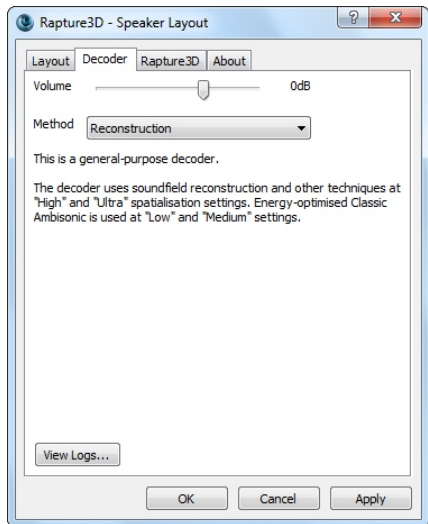 Rapture3D - Speaker Layout
Layout Decoder Rapture3D About
Volume 0dB
Method Reconstruction
This is a general-purpose decoder.
The decoder uses soundfield reconstruction and other techniques at
"High" and "Ultra" spatialisation settings. Energy-optimised Classic
Ambisonic is used at "Low" and "Medium" settings.
View Logs...
OK Cancel Apply